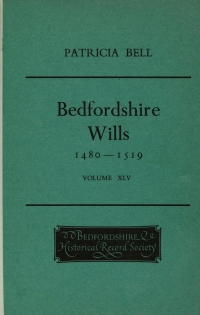 PATRICIA BELL
Bedfordshire
Wills
1480—1519
VOLUME XLV
BEDFORDSHIRE
Historical Record Society